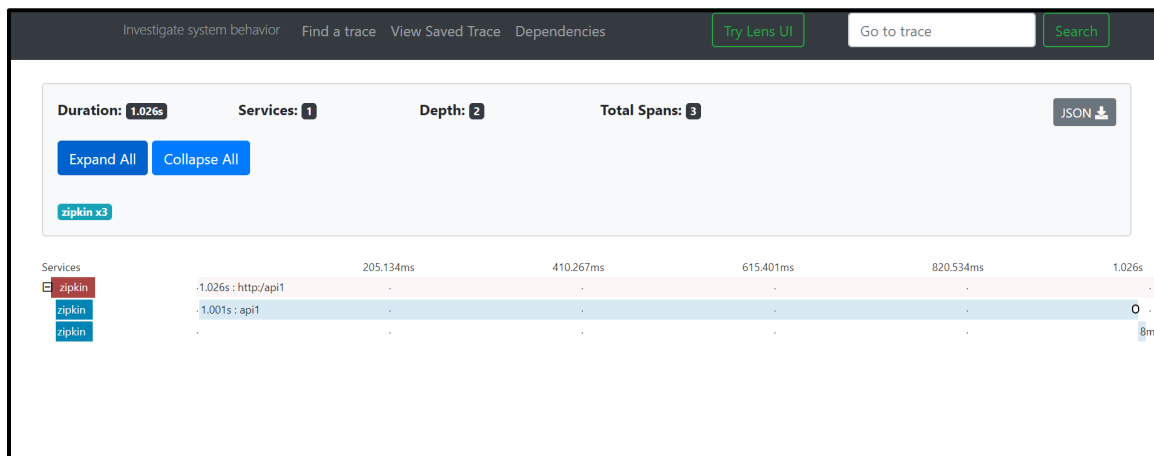 Investigate system behavior Find a trace View Saved Trace Dependencies Try Lens UI Go to trace Search
Duration: 1.026s Services: 1 Depth: 2 Total Spans: 3 JSON
Expand All Collapse All
zipkin x3
Services 205.134ms 410.267ms 615.401ms 820.534ms 1.026s
zipkin 1.026s : http:/api1
zipkin 1.001s : api1
zipkin 8m